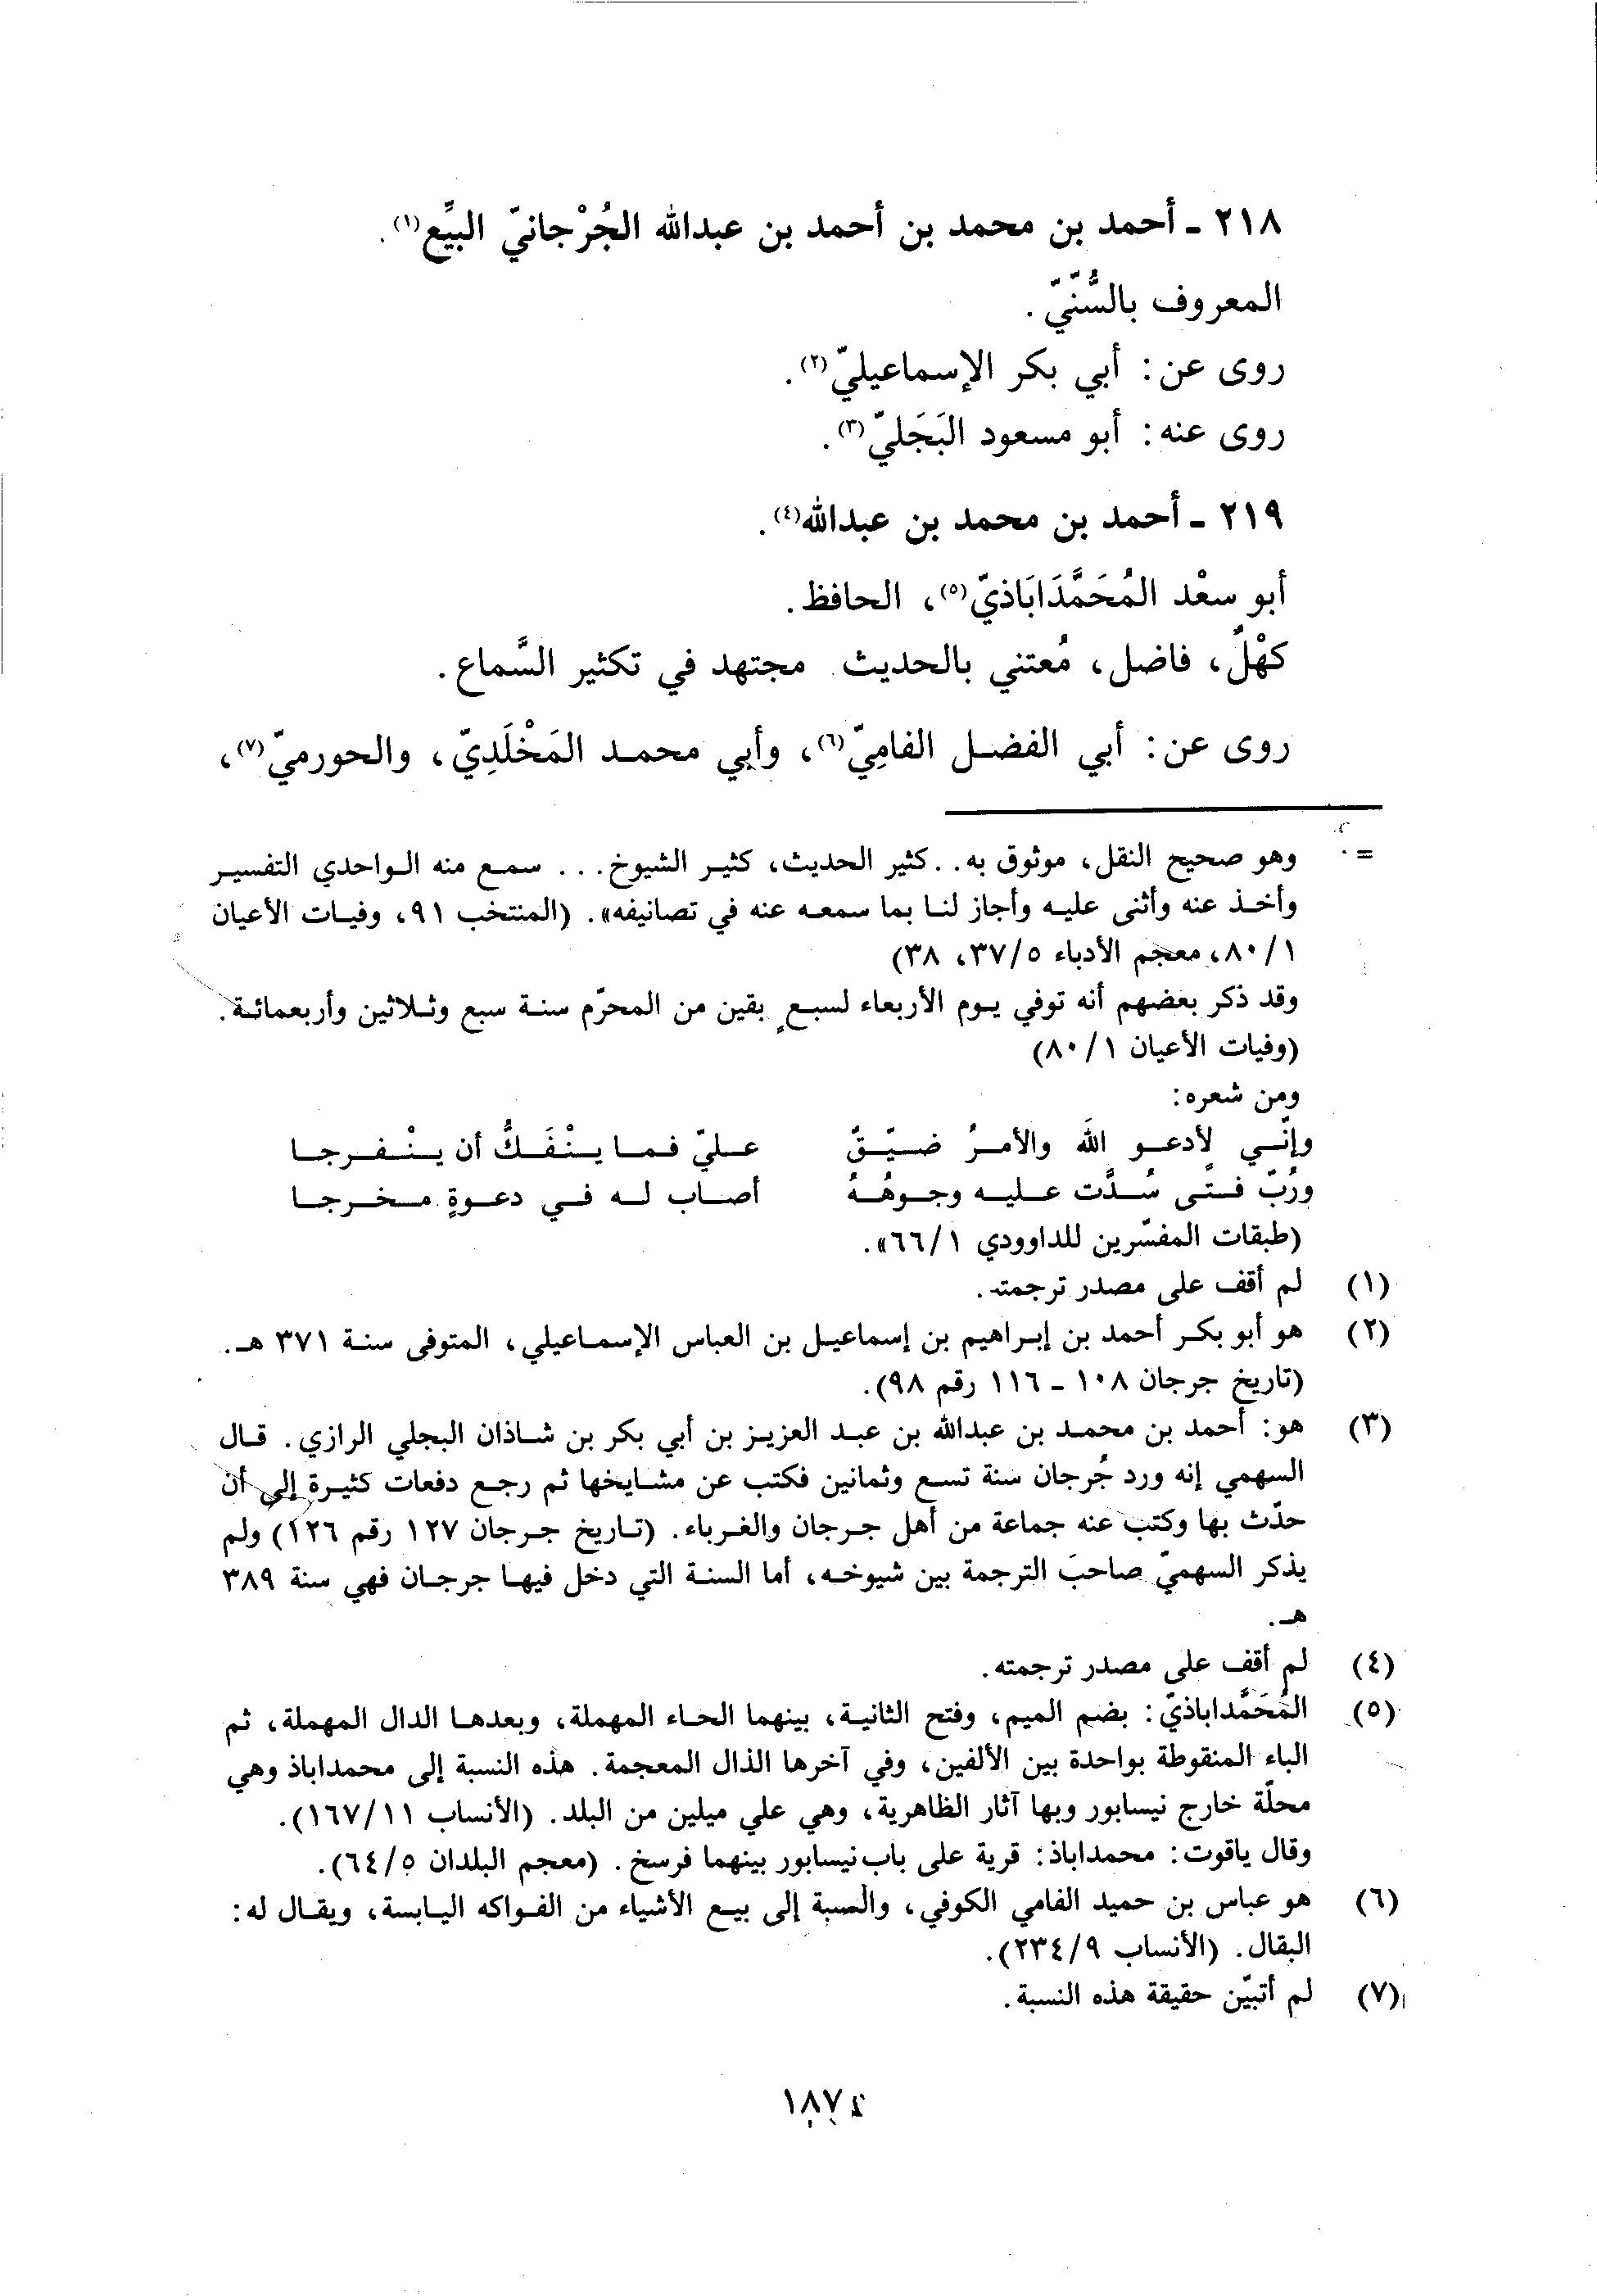 ٢١٨ ـ أحمد بن محمد بن أحمد بن عبدالله الجُرْجانيّ البيِّع(١).
المعروف بالسُّنّيّ.
روى عن: أبي بكر الإسماعيليّ(٢).
روى عنه: أبو مسعود البَجَليّ(٣).
٢١٩ ـ أحمد بن محمد بن عبدالله(٤).
أبو سعْد المُحَمَّدَابَاذيّ(٥)، الحافظ.
كهْلٌ، فاضل، مُعتني بالحديث مجتهد في تكثير السَّماع.
روى عن: أبي الفضل الفامِيّ(٦)، وأبي محمد المَخْلَدِيّ، والحورميّ(٧)،
= وهو صحيح النقل، موثوق به.. كثير الحديث، كثير الشيوخ... سمع منه الواحدي التفسير
وأخذ عنه وأثنى عليه وأجاز لنا بما سمعه عنه في تصانيفه». (المنتخب ٩١، وفيات الأعيان
٨٠/١، معجم الأدباء ٣٧/٥، ٣٨)
وقد ذكر بعضهم أنه توفي يوم الأربعاء لسبعٍ بقين من المحرّم سنة سبع وثلاثين وأربعمائة.
(وفيات الأعيان ٨٠/١)
ومن شعره:
وإنّي لأدعو الله والأمرُ ضيّقٌ عليّ فما ينْفَكُّ أن ينْفرجا
ورُبّ فتًى سُدَّت عليه وجوهُهُ أصاب له في دعوةٍ مخرجا
(طبقات المفسّرين للداوودي ٦٦/١».
(١) لم أقف على مصدر ترجمته.
(٢) هو أبو بكر أحمد بن إبراهيم بن إسماعيل بن العباس الإسماعيلي، المتوفى سنة ٣٧١ هـ.
(تاريخ جرجان ١٠٨ ـ ١١٦ رقم ٩٨).
(٣) هو: أحمد بن محمد بن عبدالله بن عبد العزيز بن أبي بكر بن شاذان البجلي الرازي. قال
السهمي إنه ورد جُرجان سنة تسع وثمانين فكتب عن مشايخها ثم رجع دفعات كثيرة إلى أن
حدّث بها وكتب عنه جماعة من أهل جرجان والغرباء. (تاريخ جرجان ١٢٧ رقم ١٢٦) ولم
يذكر السهميّ صاحبَ الترجمة بين شيوخه، أما السنة التي دخل فيها جرجان فهي سنة ٣٨٩
هـ.
(٤) لم أقف على مصدر ترجمته.
(٥) المُحَمَّداباذيّ: بضم الميم، وفتح الثانية، بينهما الحاء المهملة، وبعدها الدال المهملة، ثم
الباء المنقوطة بواحدة بين الألفين، وفي آخرها الذال المعجمة. هذه النسبة إلى محمداباذ وهي
محلّة خارج نيسابور وبها آثار الظاهرية، وهي علي ميلين من البلد. (الأنساب ١٦٧/١١).
وقال ياقوت: محمداباذ: قرية على باب نيسابور بينهما فرسخ. (معجم البلدان ٦٤/٥).
(٦) هو عباس بن حميد الفامي الكوفي، والنسبة إلى بيع الأشياء من الفواكه اليابسة، ويقال له:
البقال. (الأنساب ٢٣٤/٩).
(٧) لم أتبيّن حقيقة هذه النسبة.
١٨٧